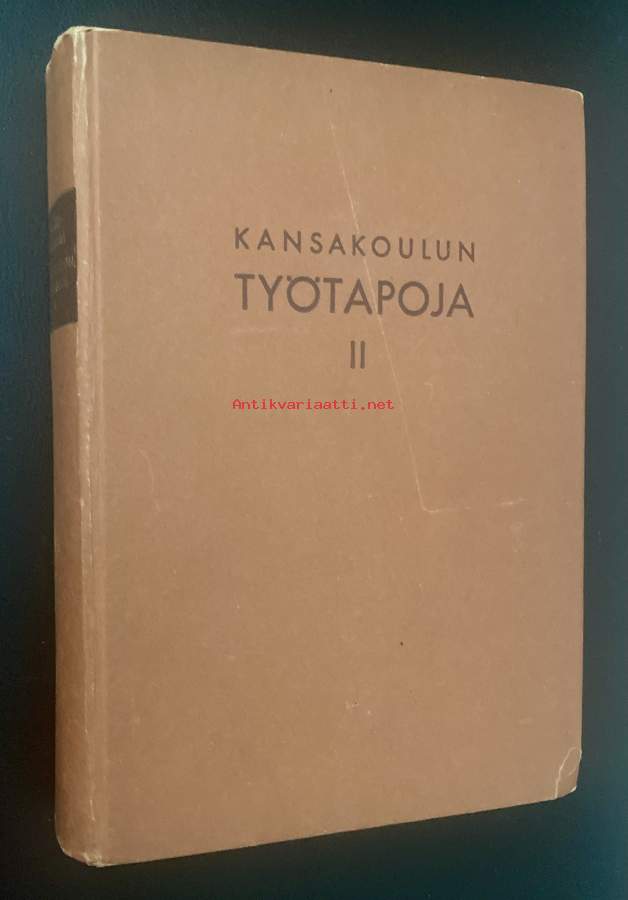 KANSAKOULUN
TYÖTAPOJA
II
Antikvariaatti.net